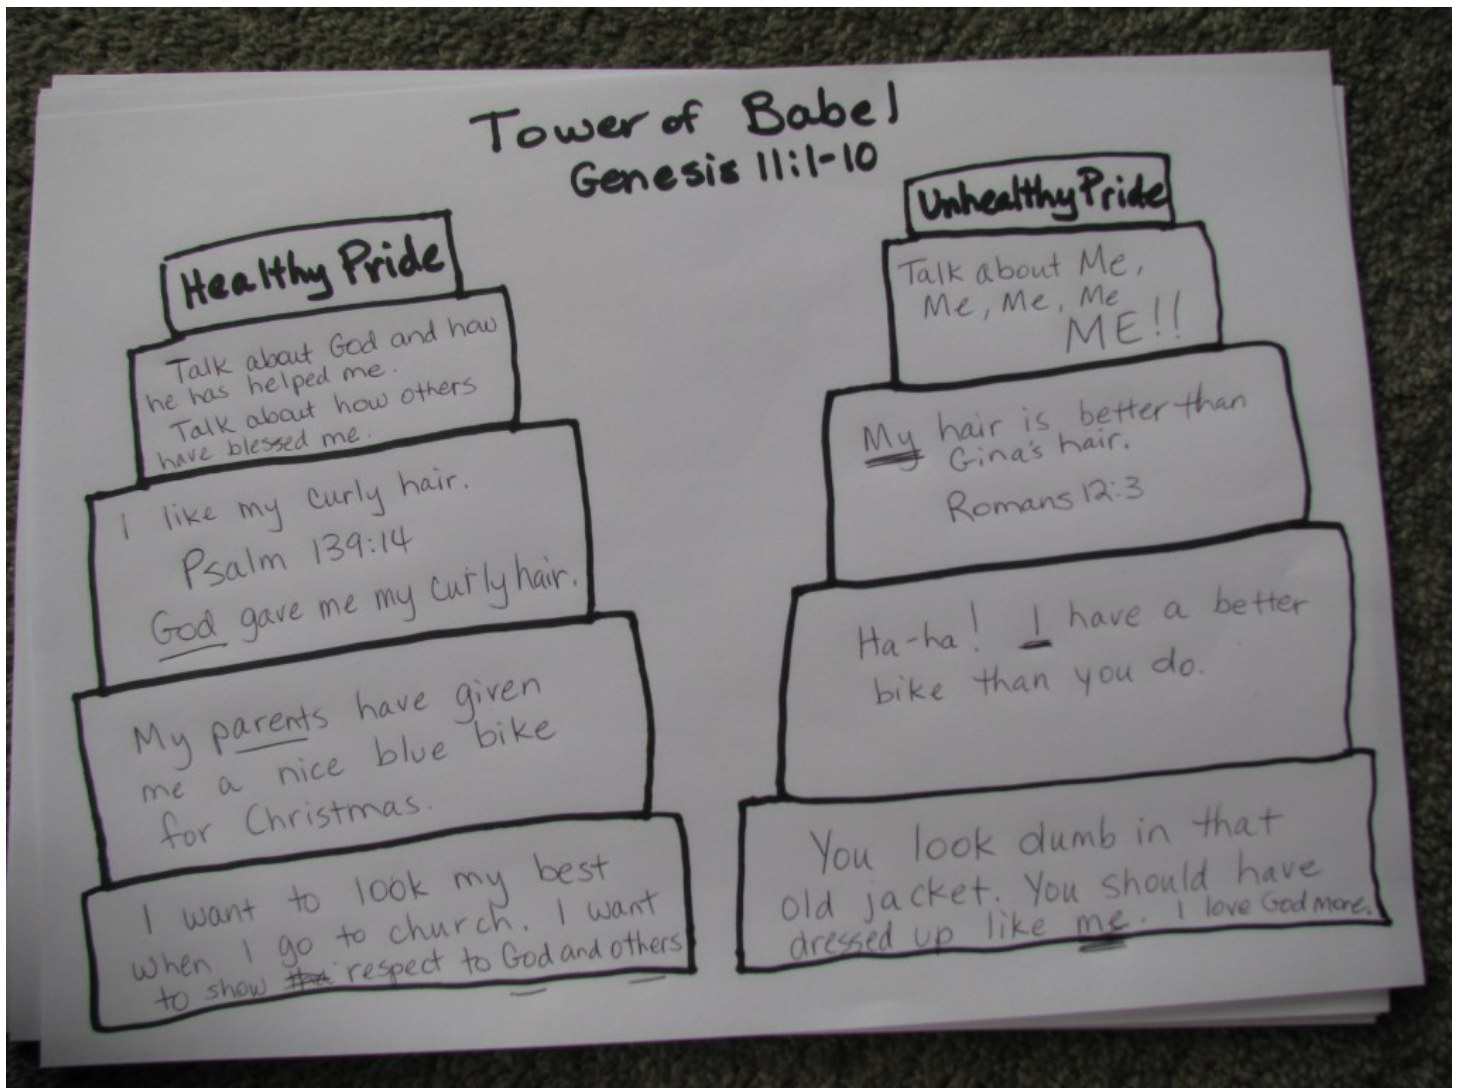 Tower of Babel
Genesis 11:1-10
Healthy Pride
Talk about God and how
he has helped me.
Talk about how others
have blessed me.
I like my curly hair.
Psalm 139:14
God gave me my curly hair.
My parents have given
me a nice blue bike
for Christmas.
I want to look my best
when I go to church. I want
to show respect to God and others
Unhealthy Pride
Talk about Me,
Me, Me, Me
ME!!
My hair is better than
Gina's hair.
Romans 12:3
Ha-ha! I have a better
bike than you do.
You look dumb in that
old jacket. You should have
dressed up like me. I love God more.